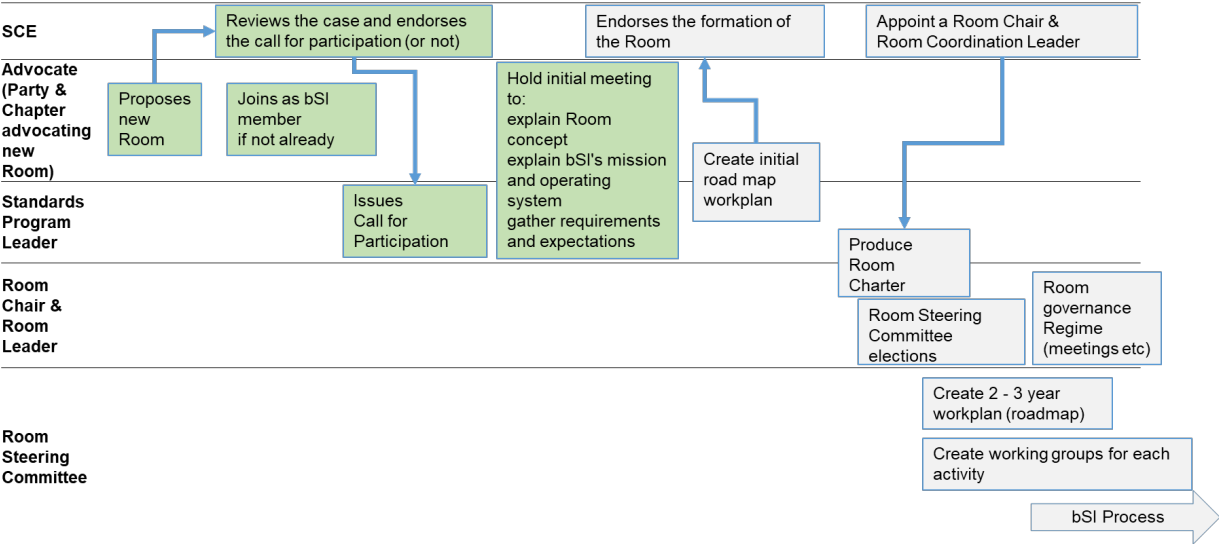 SCE
Reviews the case and endorses
the call for participation (or not)
Endorses the formation of
the Room
Appoint a Room Chair &
Room Coordination Leader
Advocate
(Party &
Chapter
advocating
new
Room)
Proposes
new
Room
Joins as bSI
member
if not already
Hold initial meeting
to:
explain Room
concept
explain bSI's mission
and operating
system
gather requirements
and expectations
Create initial
road map
workplan
Standards
Program
Leader
Issues
Call for
Participation
Produce
Room
Charter
Room
Chair &
Room
Leader
Room Steering
Committee
elections
Room
governance
Regime
(meetings etc)
Room
Steering
Committee
Create 2 - 3 year
workplan (roadmap)
Create working groups for each
activity
bSI Process